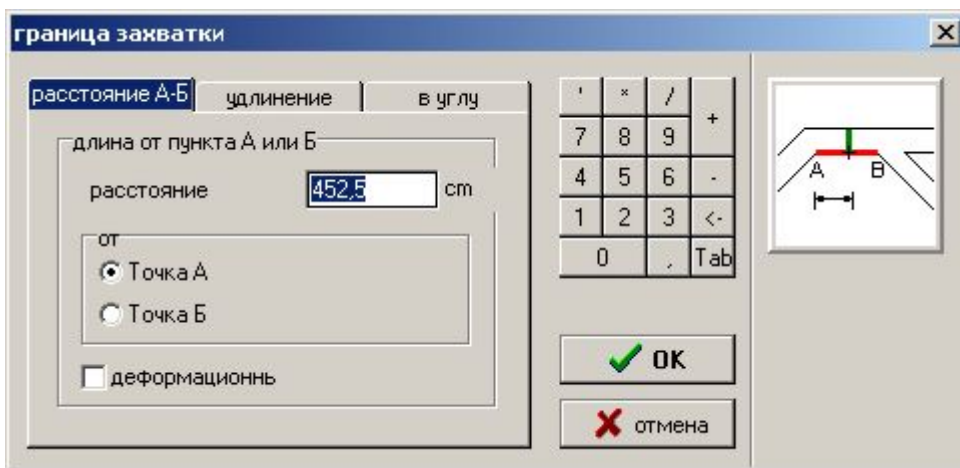 граница захватки
расстояние А-Б удлинение в углу
длина от пункта А или Б
расстояние 452,5 cm
от
Точка А
Точка Б
деформационнь
' * / +
7 8 9
4 5 6 -
1 2 3 <-
0 , Tab
OK
отмена
A B